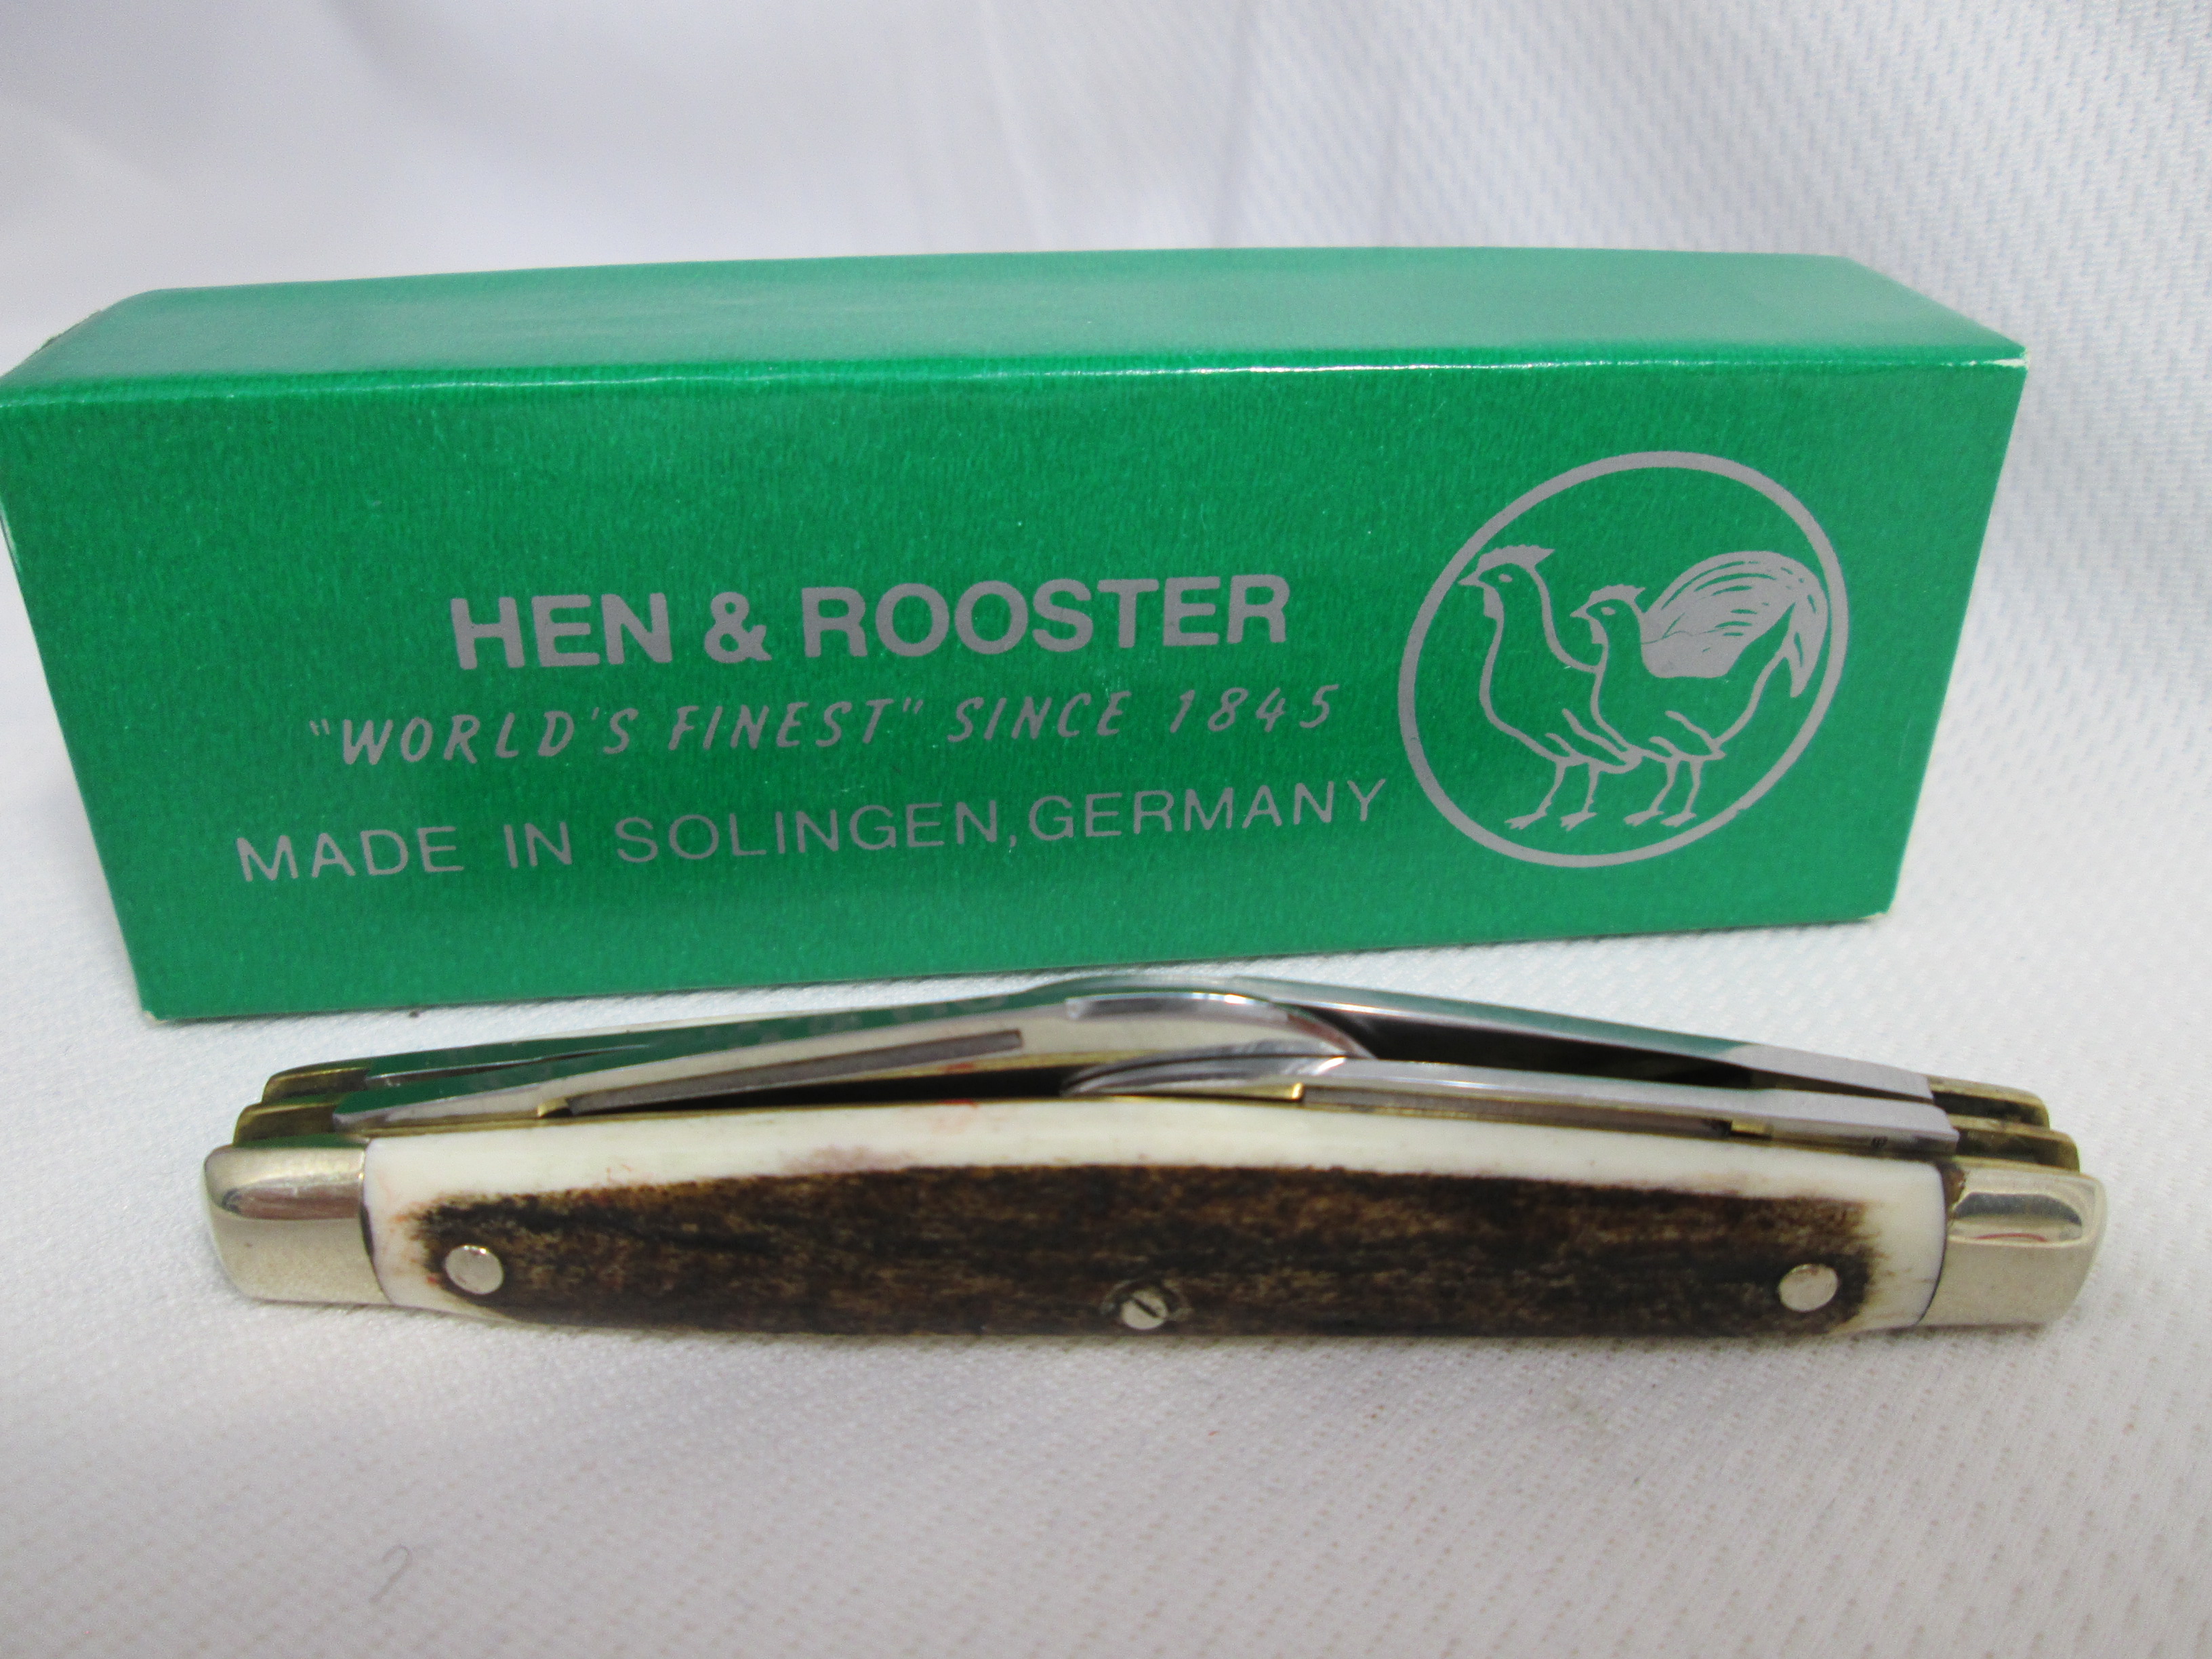 HEN & ROOSTER
"WORLD'S FINEST" SINCE 1845
MADE IN SOLINGEN, GERMANY